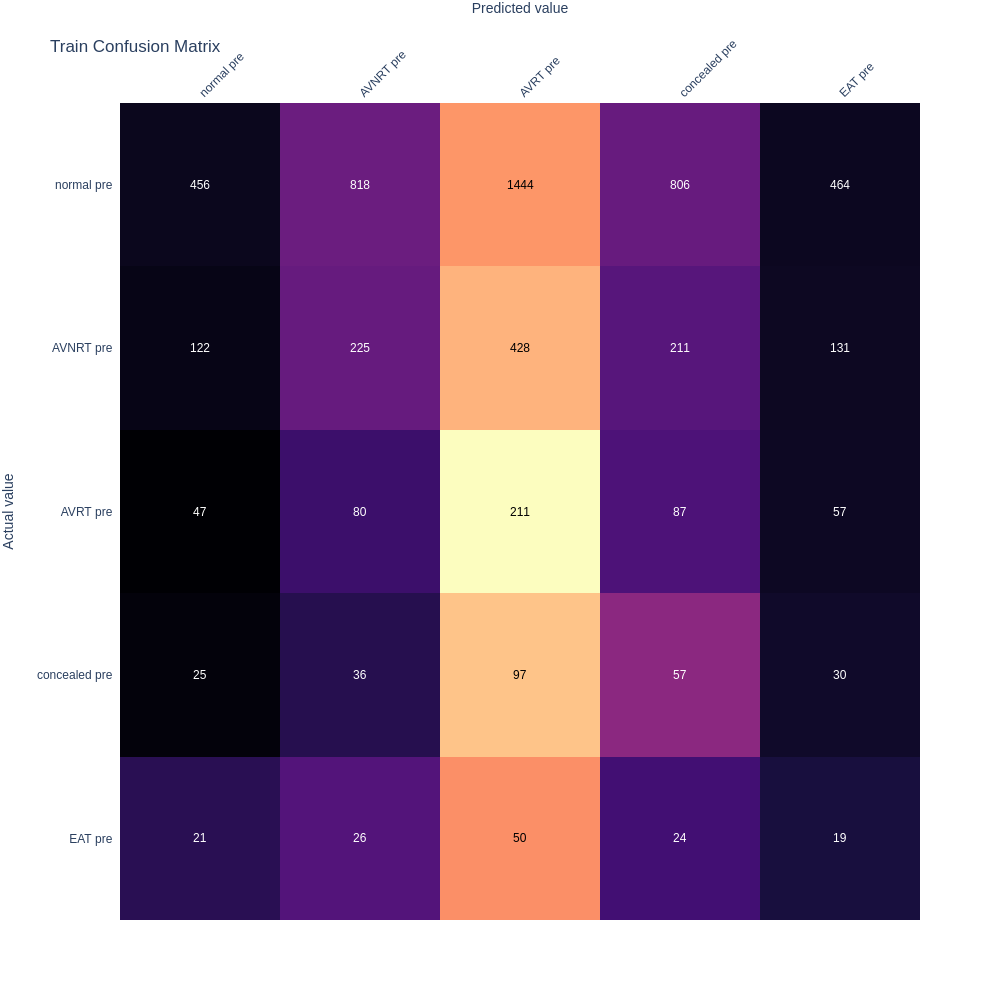 Predicted value
Train Confusion Matrix
normal pre AVNRT pre AVRT pre concealed pre EAT pre
normal pre 456 818 1444 806 464
AVNRT pre 122 225 428 211 131
AVRT pre 47 80 211 87 57
concealed pre 25 36 97 57 30
EAT pre 21 26 50 24 19
Actual value